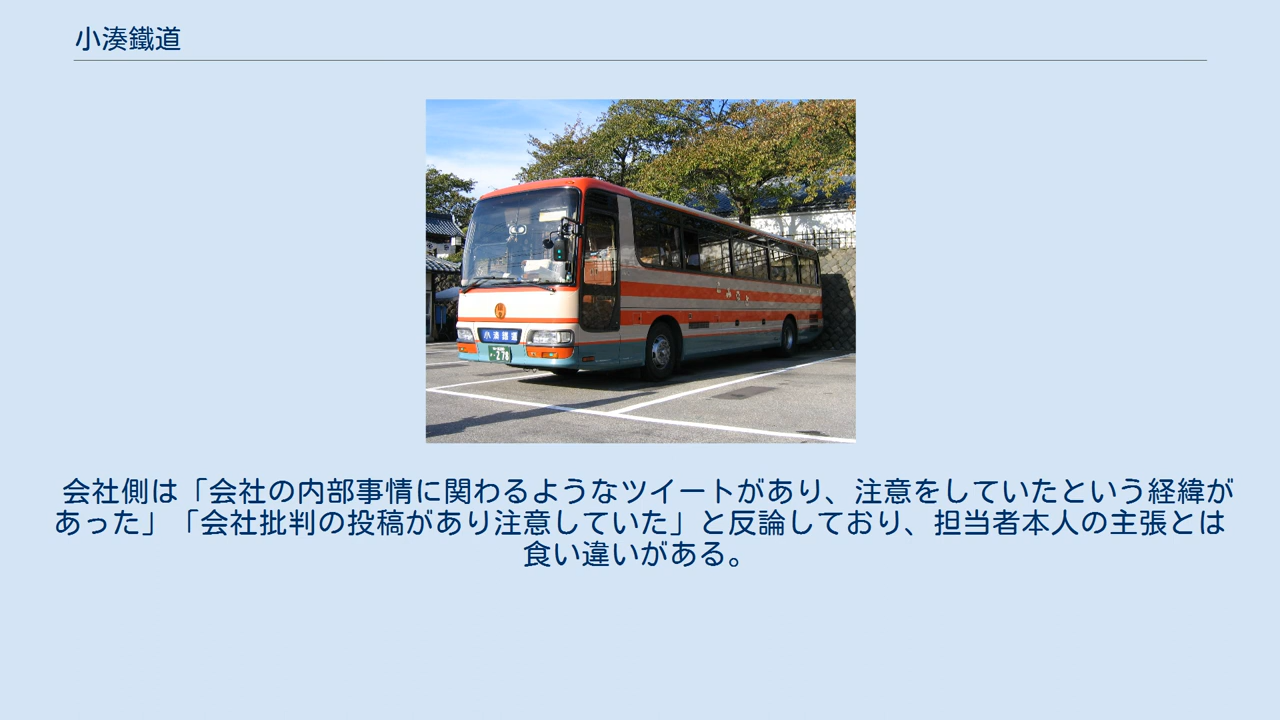 小湊鐵道
小湊鐵道
278
会社側は「会社の内部事情に関わるようなツイートがあり、注意をしていたという経緯が
あった」「会社批判の投稿があり注意していた」と反論しており、担当者本人の主張とは
食い違いがある。